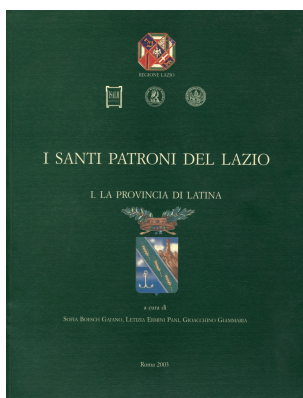 REGIONE LAZIO
I SANTI PATRONI DEL LAZIO
I. LA PROVINCIA DI LATINA
a cura di
SOFIA BOESCH GAJANO, LETIZIA ERMINI PANI, GIOACCHINO GIAMMARIA
Roma 2003